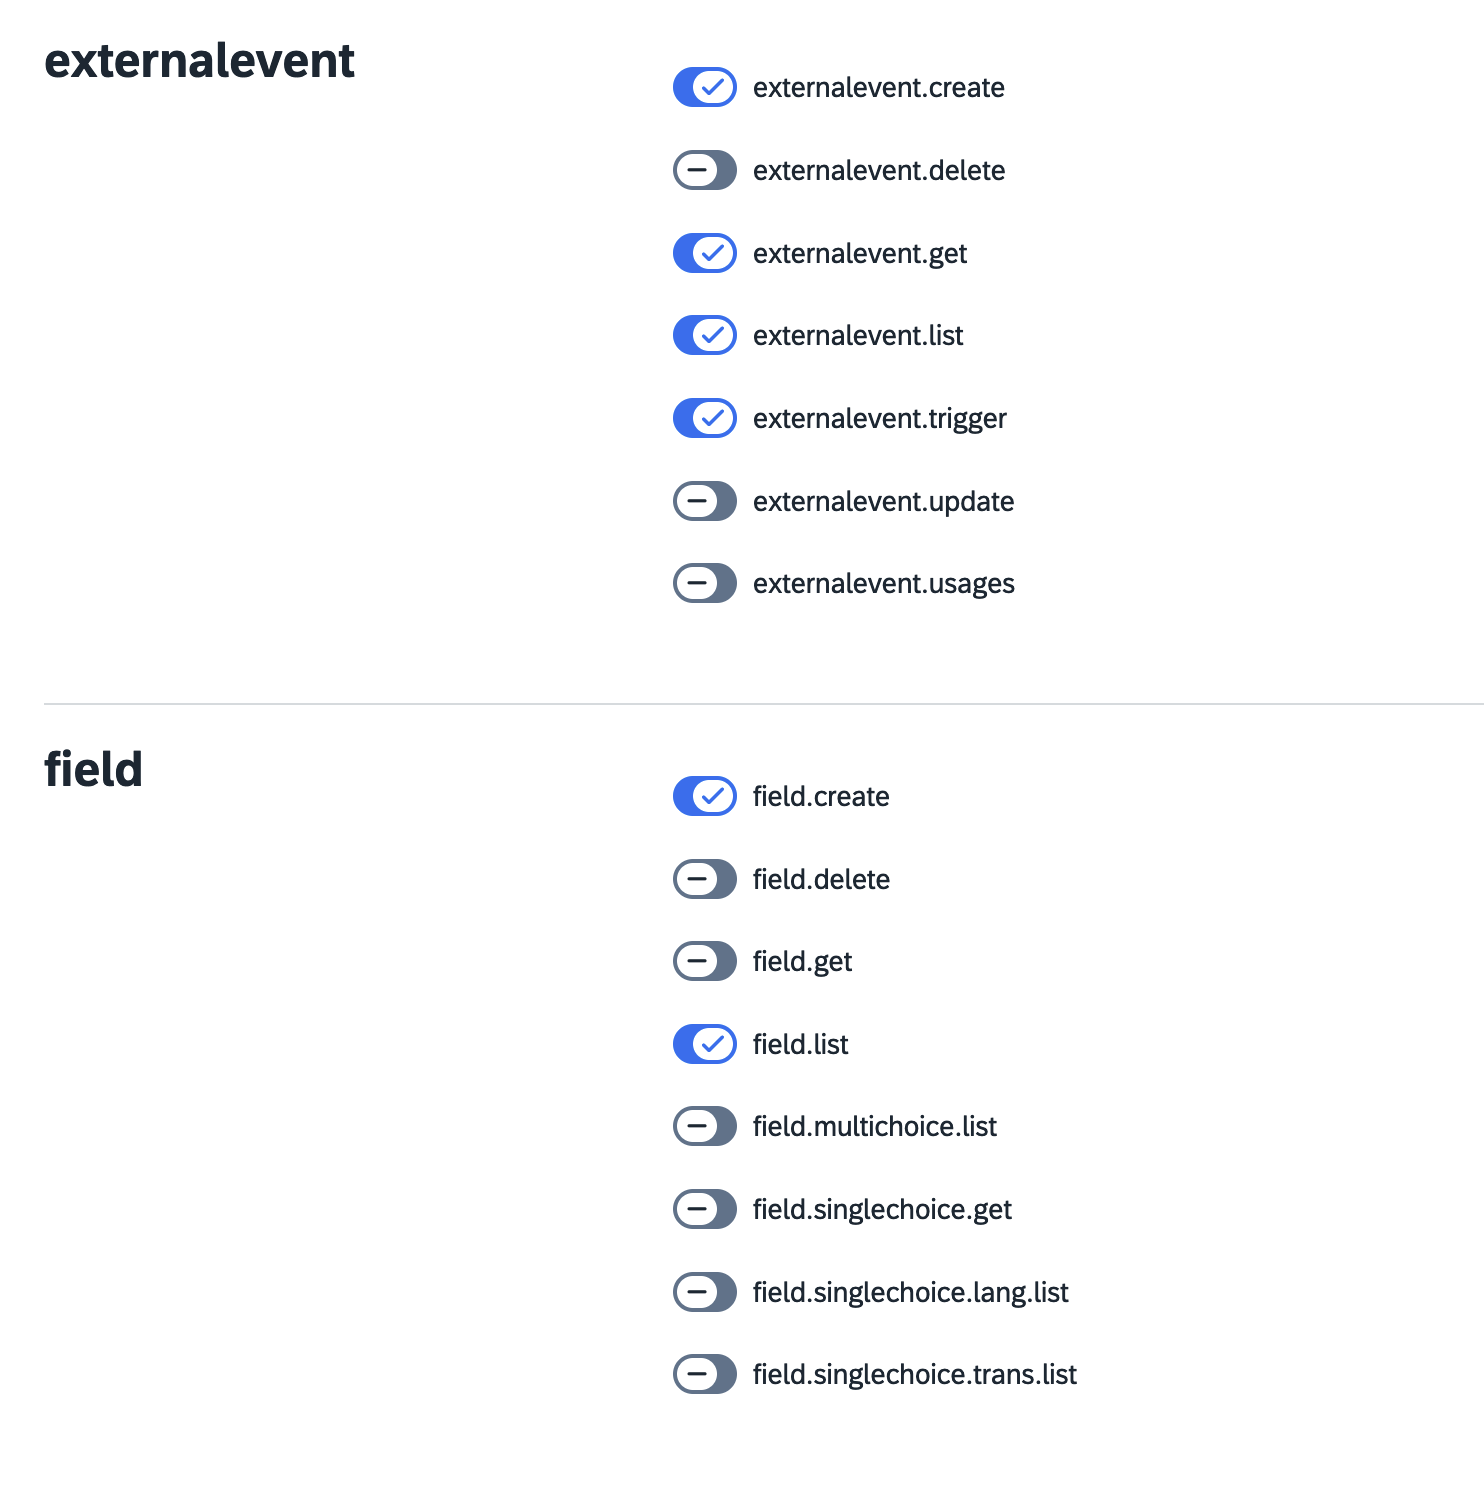 externalevent
externalevent.create
externalevent.delete
externalevent.get
externalevent.list
externalevent.trigger
externalevent.update
externalevent.usages
field
field.create
field.delete
field.get
field.list
field.multichoice.list
field.singlechoice.get
field.singlechoice.lang.list
field.singlechoice.trans.list